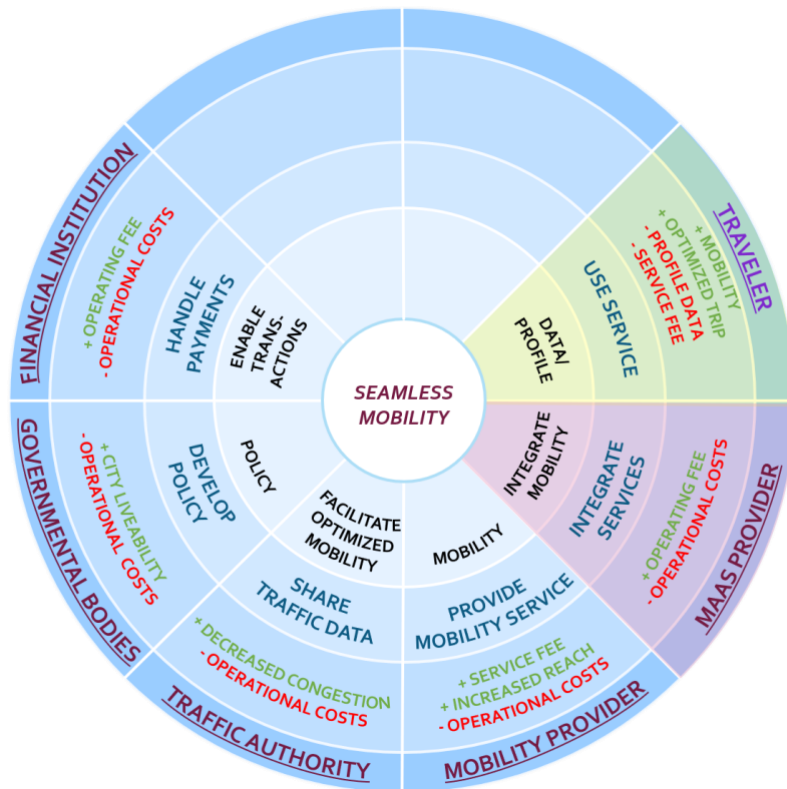 SEAMLESS
MOBILITY
TRAVELER
+ MOBILITY
+ OPTIMIZED TRIP
- PROFILE DATA
- SERVICE FEE
USE SERVICE
DATA/
PROFILE
MAAS PROVIDER
+ OPERATING FEE
- OPERATIONAL COSTS
INTEGRATE
SERVICES
INTEGRATE
MOBILITY
MOBILITY
PROVIDE
MOBILITY SERVICE
+ SERVICE FEE
+ INCREASED REACH
- OPERATIONAL COSTS
MOBILITY PROVIDER
FACILITATE
OPTIMIZED
MOBILITY
SHARE
TRAFFIC DATA
+ DECREASED CONGESTION
- OPERATIONAL COSTS
TRAFFIC AUTHORITY
POLICY
DEVELOP
POLICY
+ CITY LIVEABILITY
- OPERATIONAL COSTS
GOVERNMENTAL BODIES
ENABLE
TRANS-
ACTIONS
HANDLE
PAYMENTS
+ OPERATING FEE
- OPERATIONAL COSTS
FINANCIAL INSTITUTION